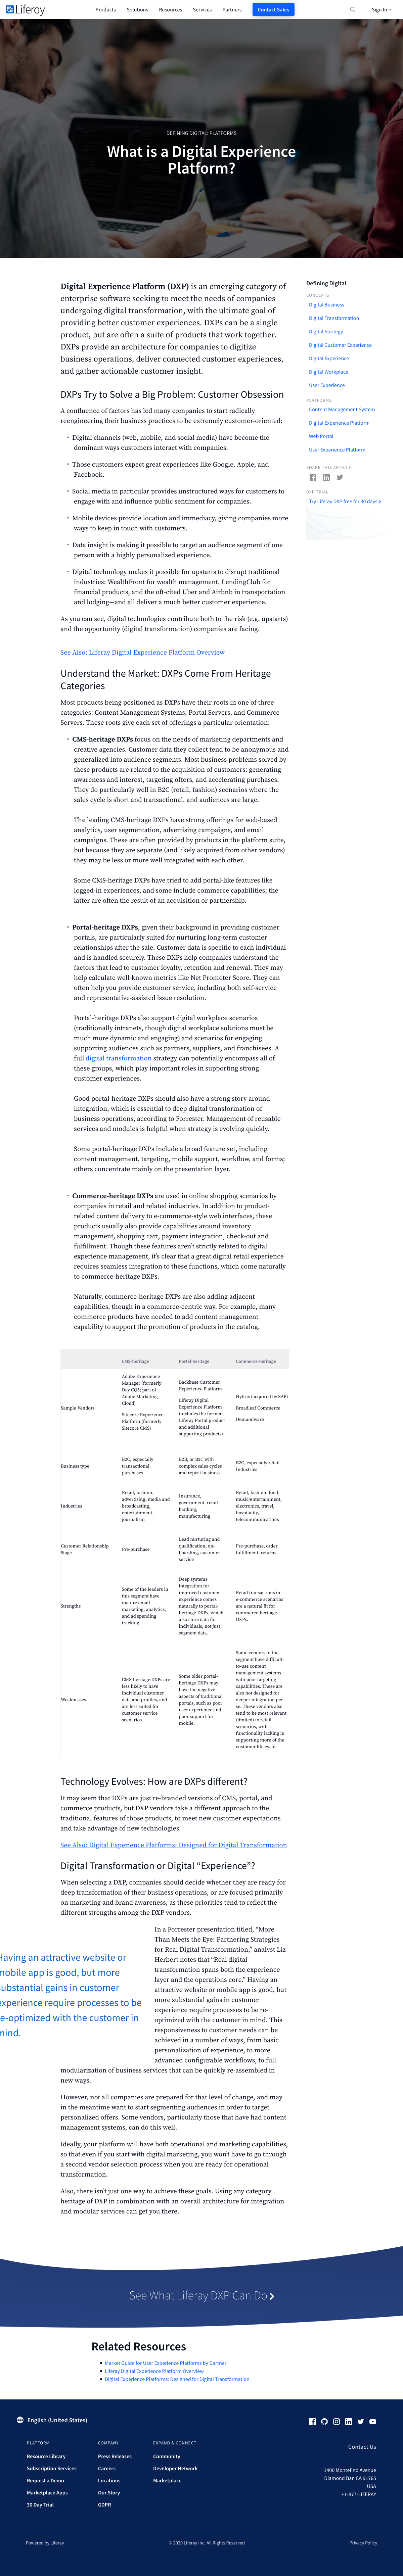 Liferay
Products Solutions Resources Services Partners Contact Sales Sign In
DEFINING DIGITAL: PLATFORMS
What is a Digital Experience
Platform?
Digital Experience Platform (DXP) is an emerging category of
enterprise software seeking to meet the needs of companies
undergoing digital transformation, with the ultimate goal of
providing better customer experiences. DXPs can be a single
product, but are often a suite of products that work together.
DXPs provide an architecture for companies to digitize
business operations, deliver connected customer experiences,
and gather actionable customer insight.
DXPs Try to Solve a Big Problem: Customer Obsession
A confluence of factors has led many companies to start taking
seriously the need to transform into businesses that are truly customer-oriented:
Digital channels (web, mobile, and social media) have become the
dominant ways companies interact with their customers.
Those customers expect great experiences like Google, Apple, and
Facebook.
Social media in particular provides unstructured ways for customers to
engage with and influence public perception of companies.
Mobile devices provide location and immediacy, giving companies more
ways to keep in touch with customers.
Data insight is making it possible to target an audience segment of one
person with a highly personalized experience.
Digital technology makes it possible for upstarts to disrupt traditional
industries: WealthFront for wealth management, LendingClub for
financial products, and the oft-cited Uber and Airbnb in transportation
and lodging—and all deliver a much better customer experience.
As you can see, digital technologies contribute both to the risk (e.g. upstarts)
and the opportunity (digital transformation) companies are facing.
See Also: Liferay Digital Experience Platform Overview
Understand the Market: DXPs Come From Heritage
Categories
Most products being positioned as DXPs have their roots in one of three
categories: Content Management Systems, Portal Servers, and Commerce
Servers. These roots give each set of offerings a particular orientation:
CMS-heritage DXPs focus on the needs of marketing departments and
creative agencies. Customer data they collect tend to be anonymous and
generalized into audience segments. Most business problems solved by
these products are related to the acquisition of customers: generating
awareness and interest, targeting offers, and accelerating purchases.
They do particularly well in B2C (retail, fashion) scenarios where the
sales cycle is short and advertising campaigns are large.
The leading CMS-heritage DXPs have strong offerings for web-based
analytics, user segmentation, advertising campaigns, and email
campaigns. These are often provided by products in the platform suite,
but because they are separate (and likely acquired from other vendors)
they may be less or more well integrated with each other.
Some CMS-heritage DXPs have tried to add portal-like features like
logged-in experiences, and some include commerce capabilities; the
latter are often the result of an acquisition or partnership.
Portal-heritage DXPs, given their background in providing customer
portals, are particularly suited for nurturing long-term customer
relationships after the sale. Customer data is specific to each individual
and is handled securely. These DXPs help companies understand the
factors that lead to customer loyalty, retention and renewal. They may
help calculate well-known metrics like Net Promoter Score. They can
often help you provide customer service, including both self-service
and representative-assisted issue resolution.
Portal-heritage DXPs also support digital workplace scenarios
(traditionally intranets, though digital workplace solutions must be
much more dynamic and engaging) and scenarios for engaging
supporting audiences such as partners, suppliers, and franchises. A
full digital transformation strategy can potentially encompass all of
these groups, which play important roles in supporting strong
customer experiences.
Good portal-heritage DXPs should also have a strong story around
integration, which is essential to deep digital transformation of
business operations, according to Forrester. Management of reusable
services and modules is helpful when strategy is evolving quickly.
Some portal-heritage DXPs include a broad feature set, including
content management, targeting, mobile support, workflow, and forms;
others concentrate mainly on the presentation layer.
Commerce-heritage DXPs are used in online shopping scenarios by
companies in retail and retail-related industries. In addition to product-
related content delivered to customers via e-commerce web interfaces, these
products usually also provide capabilities around inventory
management, shopping cart, payment integration, check-out and
fulfillment. Though these features aren't strictly related to digital
experience management, it's clear that a great digital retail experience
requires seamless integration to these functions, which come naturally
to commerce-heritage DXPs.
Naturally, commerce-heritage DXPs are also adding adjacent
capabilities, though in a commerce-centric way. For example, many
commerce products have needed to add content management
capability to support the promotion of products in the catalog.
CMS-heritage Portal-heritage Commerce-heritage
Sample Vendors
Adobe Experience
Manager (formerly
Day CQ5; part of
Adobe Marketing
Cloud)
Sitecore Experience
Platform (formerly
Sitecore CMS)
Backbase Customer
Experience Platform
Liferay Digital
Experience Platform
(includes the former
Liferay Portal product
and additional
supporting products)
Hybris (acquired by SAP)
Broadleaf Commerce
Demandware
Business type
B2C, especially
transactional
purchases
B2B, or B2C with
complex sales cycles
and repeat business
B2C, especially retail
industries
Industries
Retail, fashion,
advertising, media and
broadcasting,
entertainment,
journalism
Insurance,
government, retail
banking,
manufacturing
Retail, fashion, food,
music/entertainment,
electronics, travel,
hospitality,
telecommunications
Customer Relationship
Stage
Pre-purchase
Lead nurturing and
qualification, on-
boarding, customer
service
Pre-purchase, order
fulfillment, returns
Strengths
Some of the leaders in
this segment have
mature email
marketing, analytics,
and ad spending
tracking.
Deep systems
integration for
improved customer
experience comes
naturally to portal-
heritage DXPs, which
also store data for
individuals, not just
segment data.
Retail transactions in
e-commerce scenarios
are a natural fit for
commerce-heritage
DXPs.
Weaknesses
CMS-heritage DXPs are
less likely to have
individual customer
data and profiles, and
are less suited for
customer service
scenarios.
Some older portal-
heritage DXPs may
have the negative
aspects of traditional
portals, such as poor
user experience and
poor support for
mobile.
Some vendors in the
segment have difficult-
to-use content
management systems
with poor targeting
capabilities. These are
also not designed for
deeper integration per
se. These vendors also
tend to be most relevant
(limited) to retail
scenarios, with
functionality lacking in
supporting more of the
customer life cycle.
Technology Evolves: How are DXPs different?
It may seem that DXPs are just re-branded versions of CMS, portal, and
commerce products, but DXP vendors take a different approach to the
traditional features of those products, to meet new customer expectations
and take advantage of new technologies.
See Also: Digital Experience Platforms: Designed for Digital Transformation
Digital Transformation or Digital “Experience”?
When selecting a DXP, companies should decide whether they are ready for
deep transformation of their business operations, or are focused primarily
on marketing and brand awareness, as these priorities tend to reflect the
different strengths among the DXP vendors.
Having an attractive website or
mobile app is good, but more
substantial gains in customer
experience require processes to be
re-optimized with the customer in
mind.
In a Forrester presentation titled, “More
Than Meets the Eye: Partnering Strategies
for Real Digital Transformation,” analyst Liz
Herbert notes that “Real digital
transformation spans both the experience
layer and the operations core.” Having an
attractive website or mobile app is good, but
more substantial gains in customer
experience require processes to be re-
optimized with the customer in mind. This
responsiveness to customer needs can be
achieved in a number of ways, from basic
personalization of experience, to more
advanced configurable workflows, to full
modularization of business services that can be quickly re-assembled in
new ways.
However, not all companies are prepared for that level of change, and may
in the meantime want to start segmenting audiences in order to target
personalized offers. Some vendors, particularly those that have hard content
management systems, can do this well.
Ideally, your platform will have both operational and marketing capabilities,
so that even if you start with digital marketing, you won't have to go through
a second vendor selection process when you are ready for operational
transformation.
Also, there isn't just one way to achieve these goals. Using any category
heritage of DXP in combination with an overall direction for integration
and modular services can get you there.
Defining Digital
CONCEPTS
Digital Business
Digital Transformation
Digital Strategy
Digital Customer Experience
Digital Experience
Digital Workplace
User Experience
PLATFORMS
Content Management System
Digital Experience Platform
Web Portal
User Experience Platform
SHARE THIS ARTICLE
DXP TRIAL
Try Liferay DXP free for 30 days
See What Liferay DXP Can Do
Related Resources
Market Guide for User Experience Platforms by Gartner
Liferay Digital Experience Platform Overview
Digital Experience Platforms: Designed for Digital Transformation
English (United States)
PLATFORM
Resource Library
Subscription Services
Request a Demo
Marketplace Apps
30 Day Trial
COMPANY
Press Releases
Careers
Locations
Our Story
GDPR
EXPAND & CONNECT
Community
Developer Network
Marketplace
Contact Us
1400 Montefino Avenue
Diamond Bar, CA 91765
USA
+1-877-LIFERAY
Powered by Liferay
© 2020 Liferay Inc. All Rights Reserved
Privacy Policy